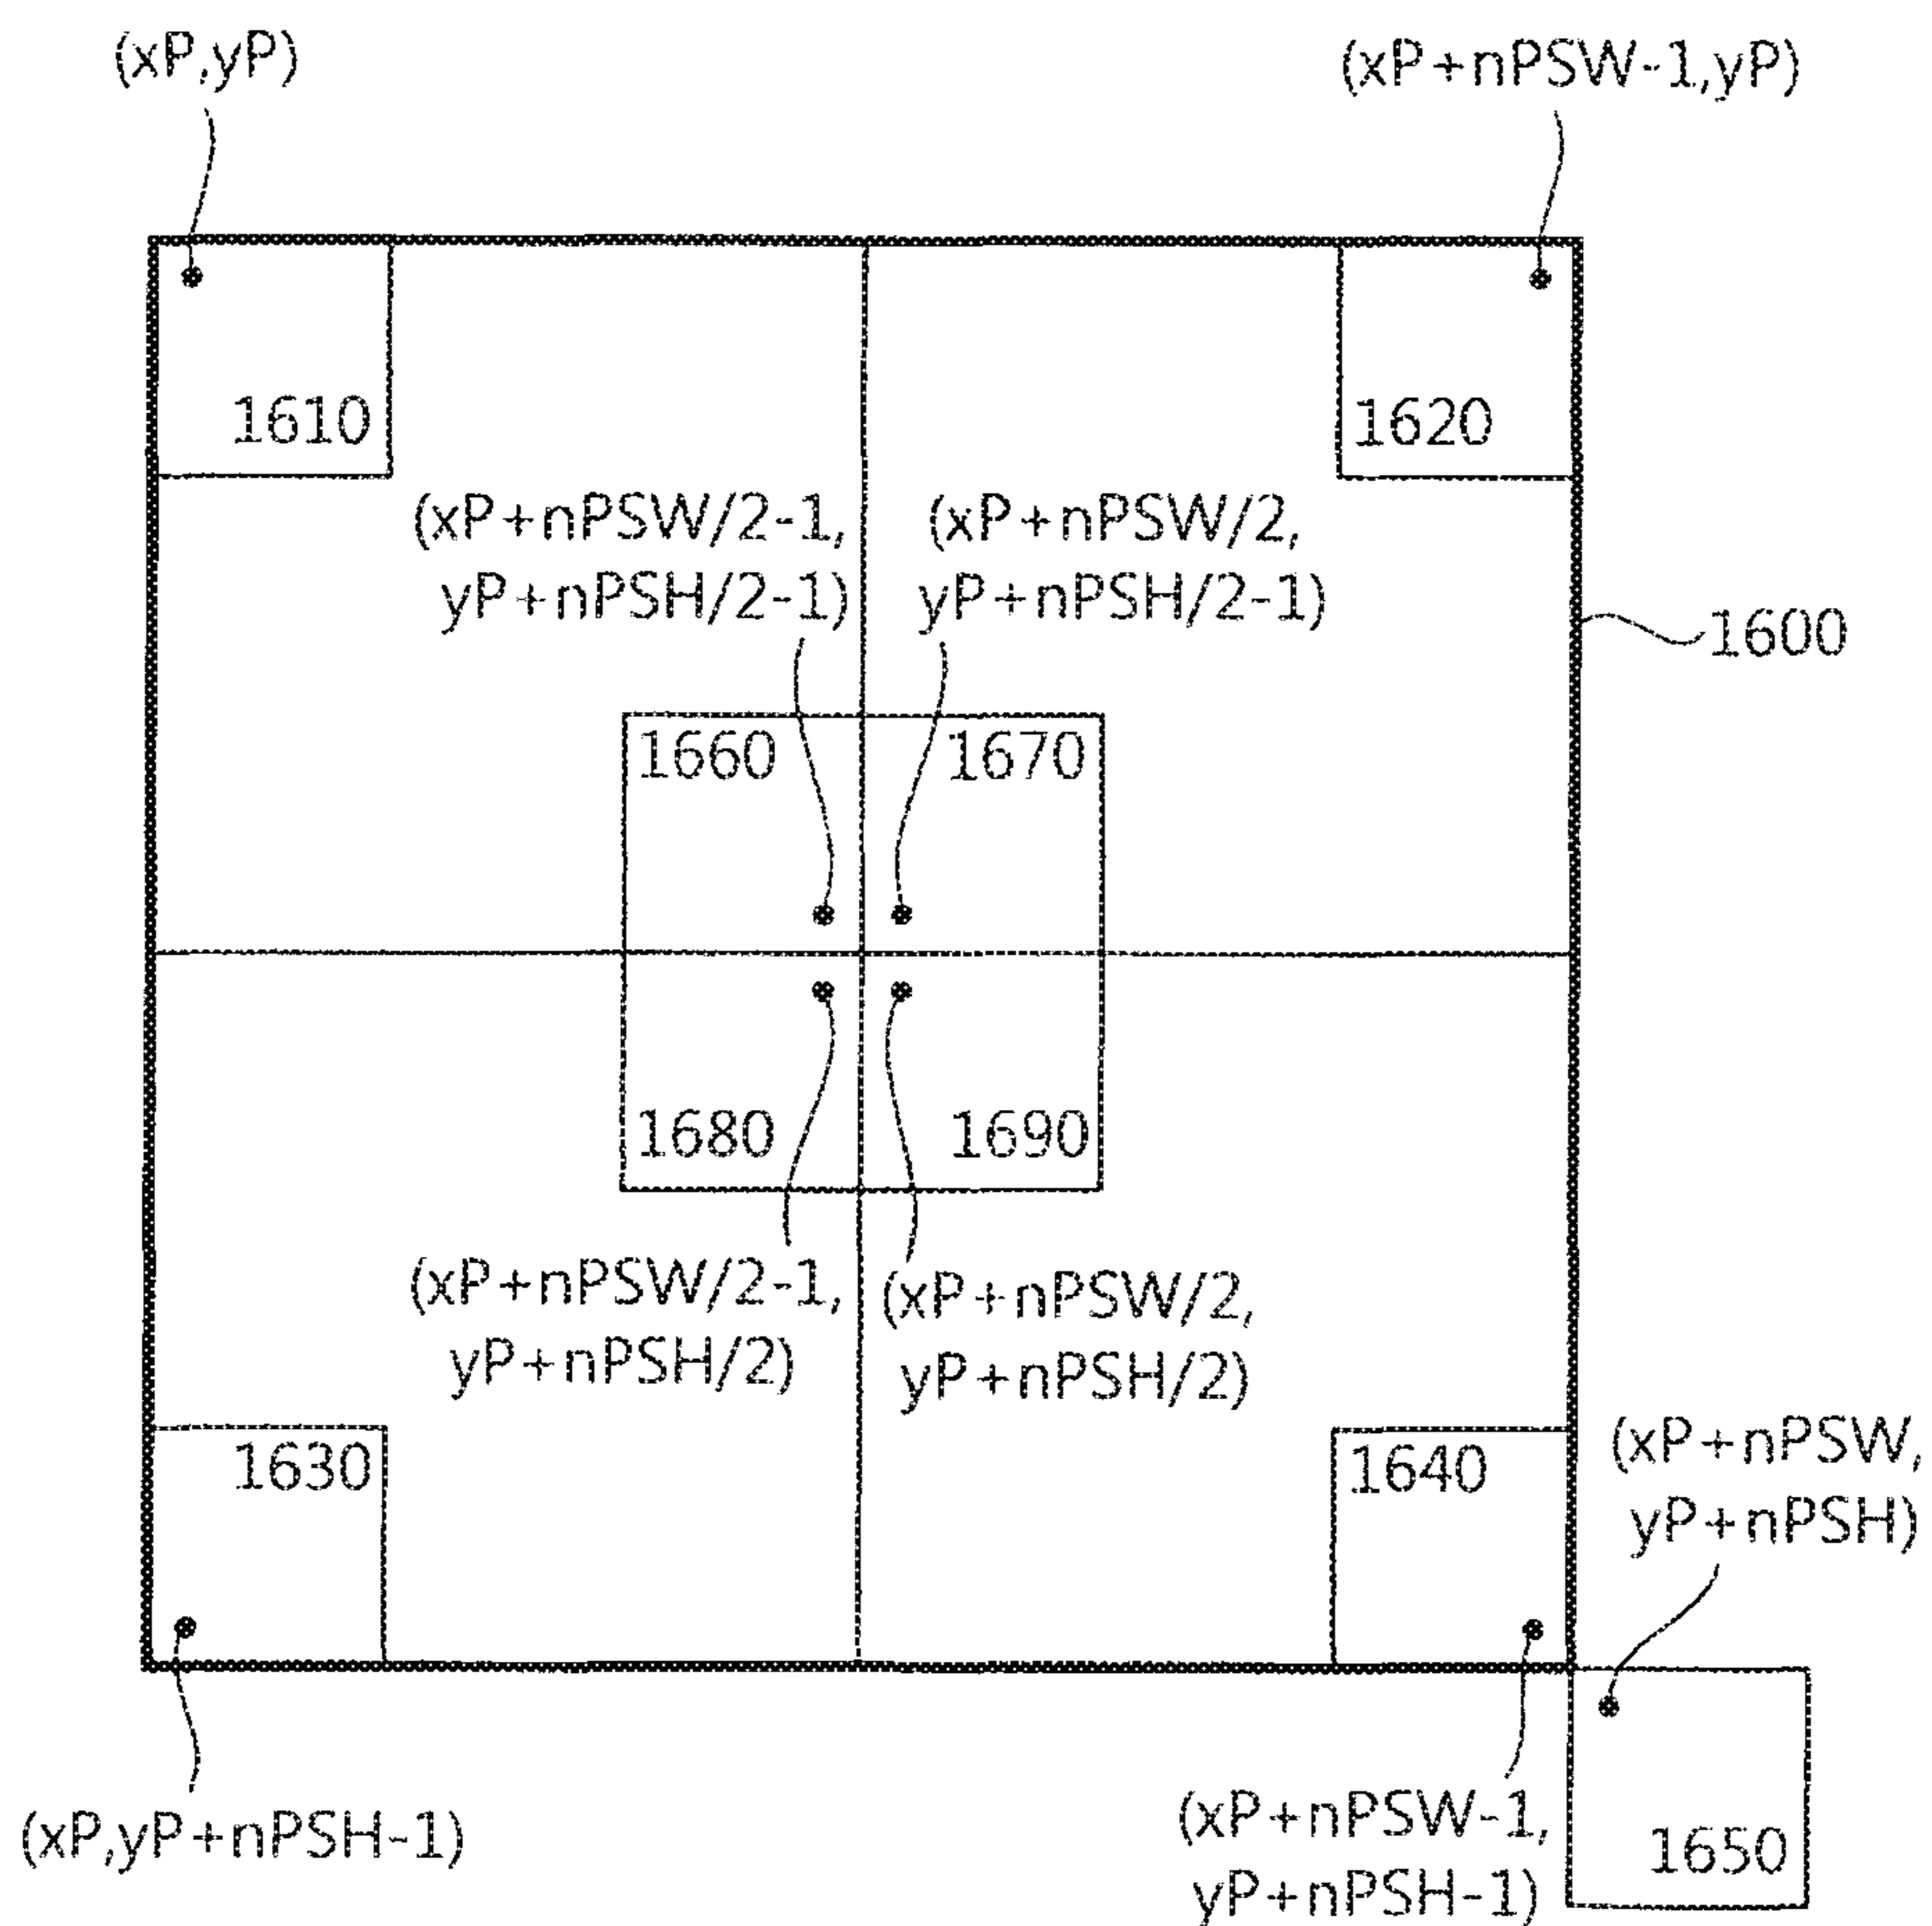 (xP,yP)
(xP+nPSW-1,yP)
1610
1620
(xP+nPSW/2-1,
yP+nPSH/2-1)
(xP+nPSW/2,
yP+nPSH/2-1)
1600
1660
1670
1680
1690
(xP+nPSW/2-1,
yP+nPSH/2)
(xP+nPSW/2,
yP+nPSH/2)
1630
1640
(xP+nPSW,
yP+nPSH)
(xP,yP+nPSH-1)
(xP+nPSW-1,
yP+nPSH-1)
1650